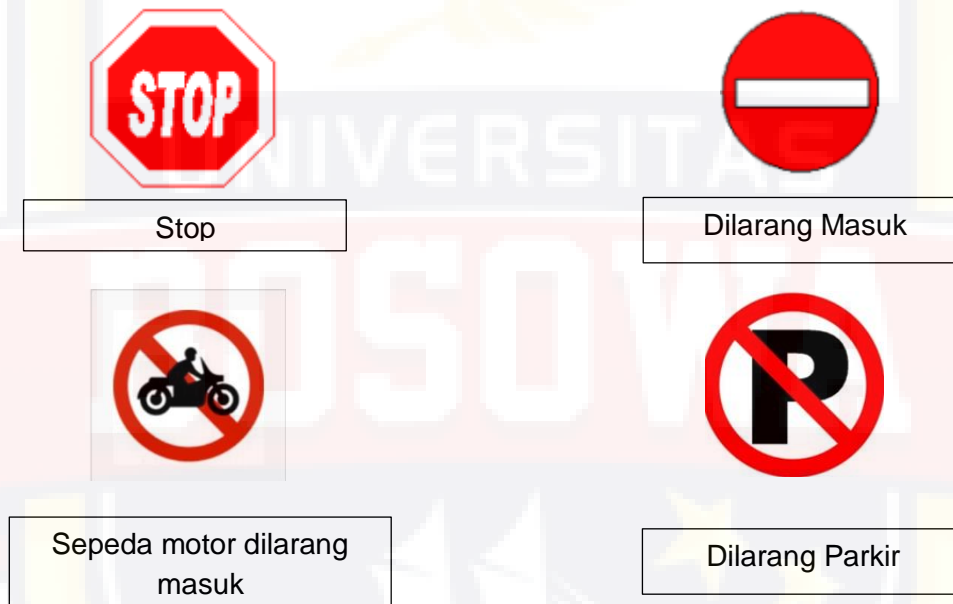 STOP
Stop
Dilarang Masuk
P
Sepeda motor dilarang
masuk
Dilarang Parkir
UNIVERSITAS
BOSOWA